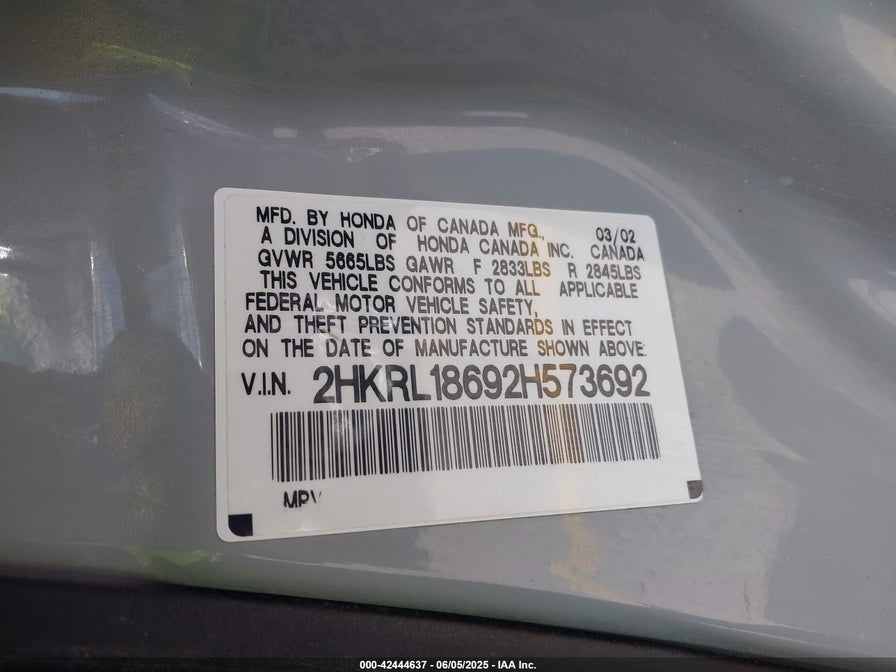 MFD. BY HONDA OF CANADA MFG., 03/02
A DIVISION OF HONDA CANADA INC. CANADA
GVWR 5665LBS GAWR F 2833LBS R 2845LBS
THIS VEHICLE CONFORMS TO ALL APPLICABLE
FEDERAL MOTOR VEHICLE SAFETY,
AND THEFT PREVENTION STANDARDS IN EFFECT
ON THE DATE OF MANUFACTURE SHOWN ABOVE.
V.I.N. 2HKRL18692H573692
MPV
000-42444637 - 06/05/2025 - IAA Inc.